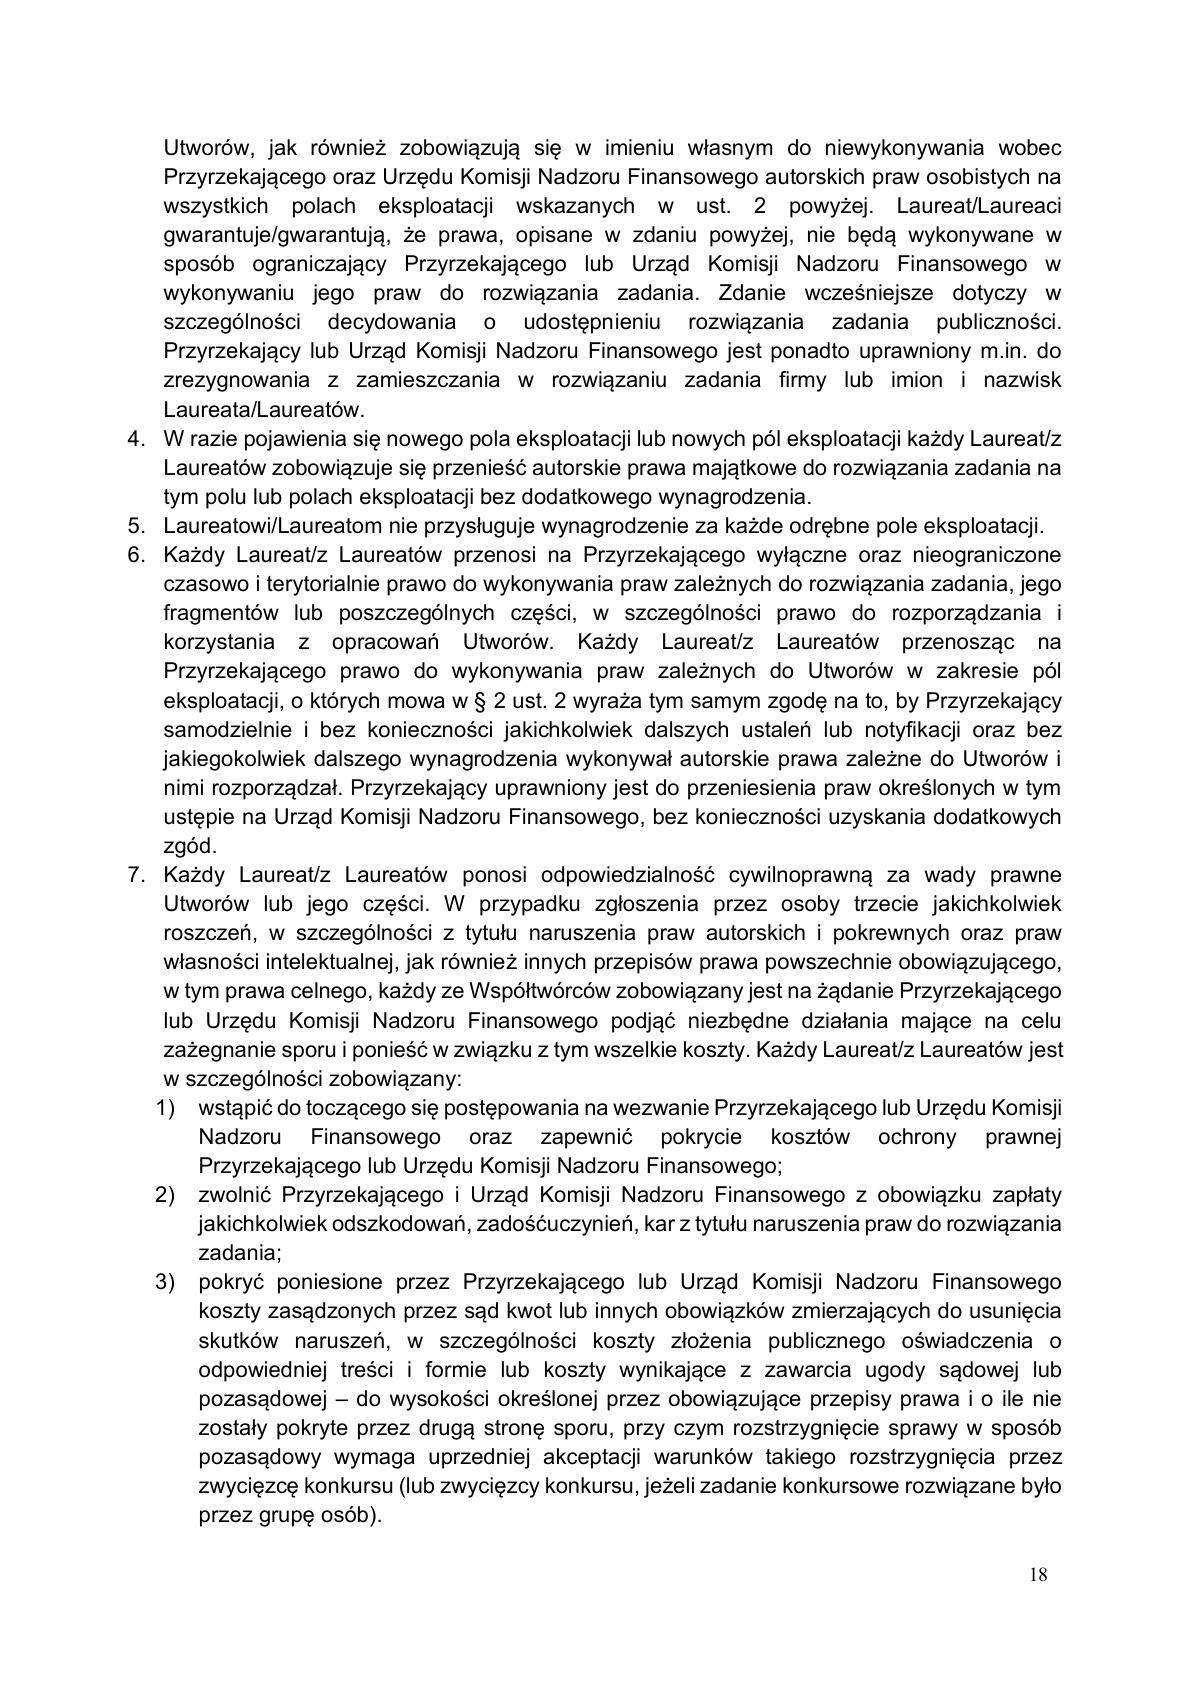 Utworów, jak również zobowiązują się w imieniu własnym do niewykonywania wobec
Przyrzekającego oraz Urzędu Komisji Nadzoru Finansowego autorskich praw osobistych na
wszystkich polach eksploatacji wskazanych w ust. 2 powyżej. Laureat/Laureaci
gwarantuje/gwarantują, że prawa, opisane w zdaniu powyżej, nie będą wykonywane w
sposób ograniczający Przyrzekającego lub Urząd Komisji Nadzoru Finansowego w
wykonywaniu jego praw do rozwiązania zadania. Zdanie wcześniejsze dotyczy w
szczególności decydowania o udostępnieniu rozwiązania zadania publiczności.
Przyrzekający lub Urząd Komisji Nadzoru Finansowego jest ponadto uprawniony m.in. do
zrezygnowania z zamieszczania w rozwiązaniu zadania firmy lub imion i nazwisk
Laureata/Laureatów.
4. W razie pojawienia się nowego pola eksploatacji lub nowych pól eksploatacji każdy Laureat/z
Laureatów zobowiązuje się przenieść autorskie prawa majątkowe do rozwiązania zadania na
tym polu lub polach eksploatacji bez dodatkowego wynagrodzenia.
5. Laureatowi/Laureatom nie przysługuje wynagrodzenie za każde odrębne pole eksploatacji.
6. Każdy Laureat/z Laureatów przenosi na Przyrzekającego wyłączne oraz nieograniczone
czasowo i terytorialnie prawo do wykonywania praw zależnych do rozwiązania zadania, jego
fragmentów lub poszczególnych części, w szczególności prawo do rozporządzania i
korzystania z opracowań Utworów. Każdy Laureat/z Laureatów przenosząc na
Przyrzekającego prawo do wykonywania praw zależnych do Utworów w zakresie pól
eksploatacji, o których mowa w § 2 ust. 2 wyraża tym samym zgodę na to, by Przyrzekający
samodzielnie i bez konieczności jakichkolwiek dalszych ustaleń lub notyfikacji oraz bez
jakiegokolwiek dalszego wynagrodzenia wykonywał autorskie prawa zależne do Utworów i
nimi rozporządzał. Przyrzekający uprawniony jest do przeniesienia praw określonych w tym
ustępie na Urząd Komisji Nadzoru Finansowego, bez konieczności uzyskania dodatkowych
zgód.
7. Każdy Laureat/z Laureatów ponosi odpowiedzialność cywilnoprawną za wady prawne
Utworów lub jego części. W przypadku zgłoszenia przez osoby trzecie jakichkolwiek
roszczeń, w szczególności z tytułu naruszenia praw autorskich i pokrewnych oraz praw
własności intelektualnej, jak również innych przepisów prawa powszechnie obowiązującego,
w tym prawa celnego, każdy ze Współtwórców zobowiązany jest na żądanie Przyrzekającego
lub Urzędu Komisji Nadzoru Finansowego podjąć niezbędne działania mające na celu
zażegnanie sporu i ponieść w związku z tym wszelkie koszty. Każdy Laureat/z Laureatów jest
w szczególności zobowiązany:
1) wstąpić do toczącego się postępowania na wezwanie Przyrzekającego lub Urzędu Komisji
Nadzoru Finansowego oraz zapewnić pokrycie kosztów ochrony prawnej
Przyrzekającego lub Urzędu Komisji Nadzoru Finansowego;
2) zwolnić Przyrzekającego i Urząd Komisji Nadzoru Finansowego z obowiązku zapłaty
jakichkolwiek odszkodowań, zadośćuczynień, kar z tytułu naruszenia praw do rozwiązania
zadania;
3) pokryć poniesione przez Przyrzekającego lub Urząd Komisji Nadzoru Finansowego
koszty zasądzonych przez sąd kwot lub innych obowiązków zmierzających do usunięcia
skutków naruszeń, w szczególności koszty złożenia publicznego oświadczenia o
odpowiedniej treści i formie lub koszty wynikające z zawarcia ugody sądowej lub
pozasądowej – do wysokości określonej przez obowiązujące przepisy prawa i o ile nie
zostały pokryte przez drugą stronę sporu, przy czym rozstrzygnięcie sprawy w sposób
pozasądowy wymaga uprzedniej akceptacji warunków takiego rozstrzygnięcia przez
zwycięzcę konkursu (lub zwycięzcy konkursu, jeżeli zadanie konkursowe rozwiązane było
przez grupę osób).
18